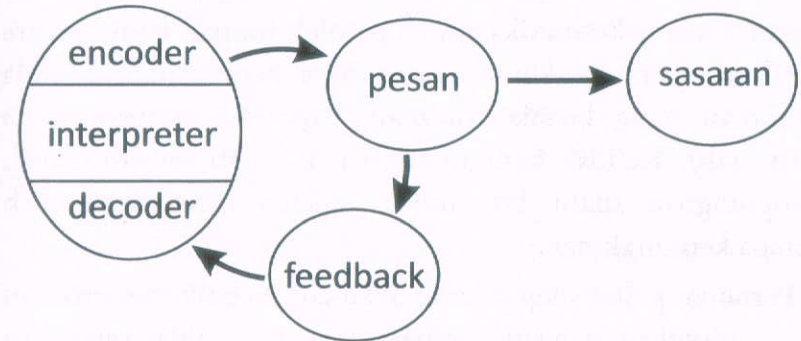 encoder
interpreter
decoder
pesan
sasaran
feedback